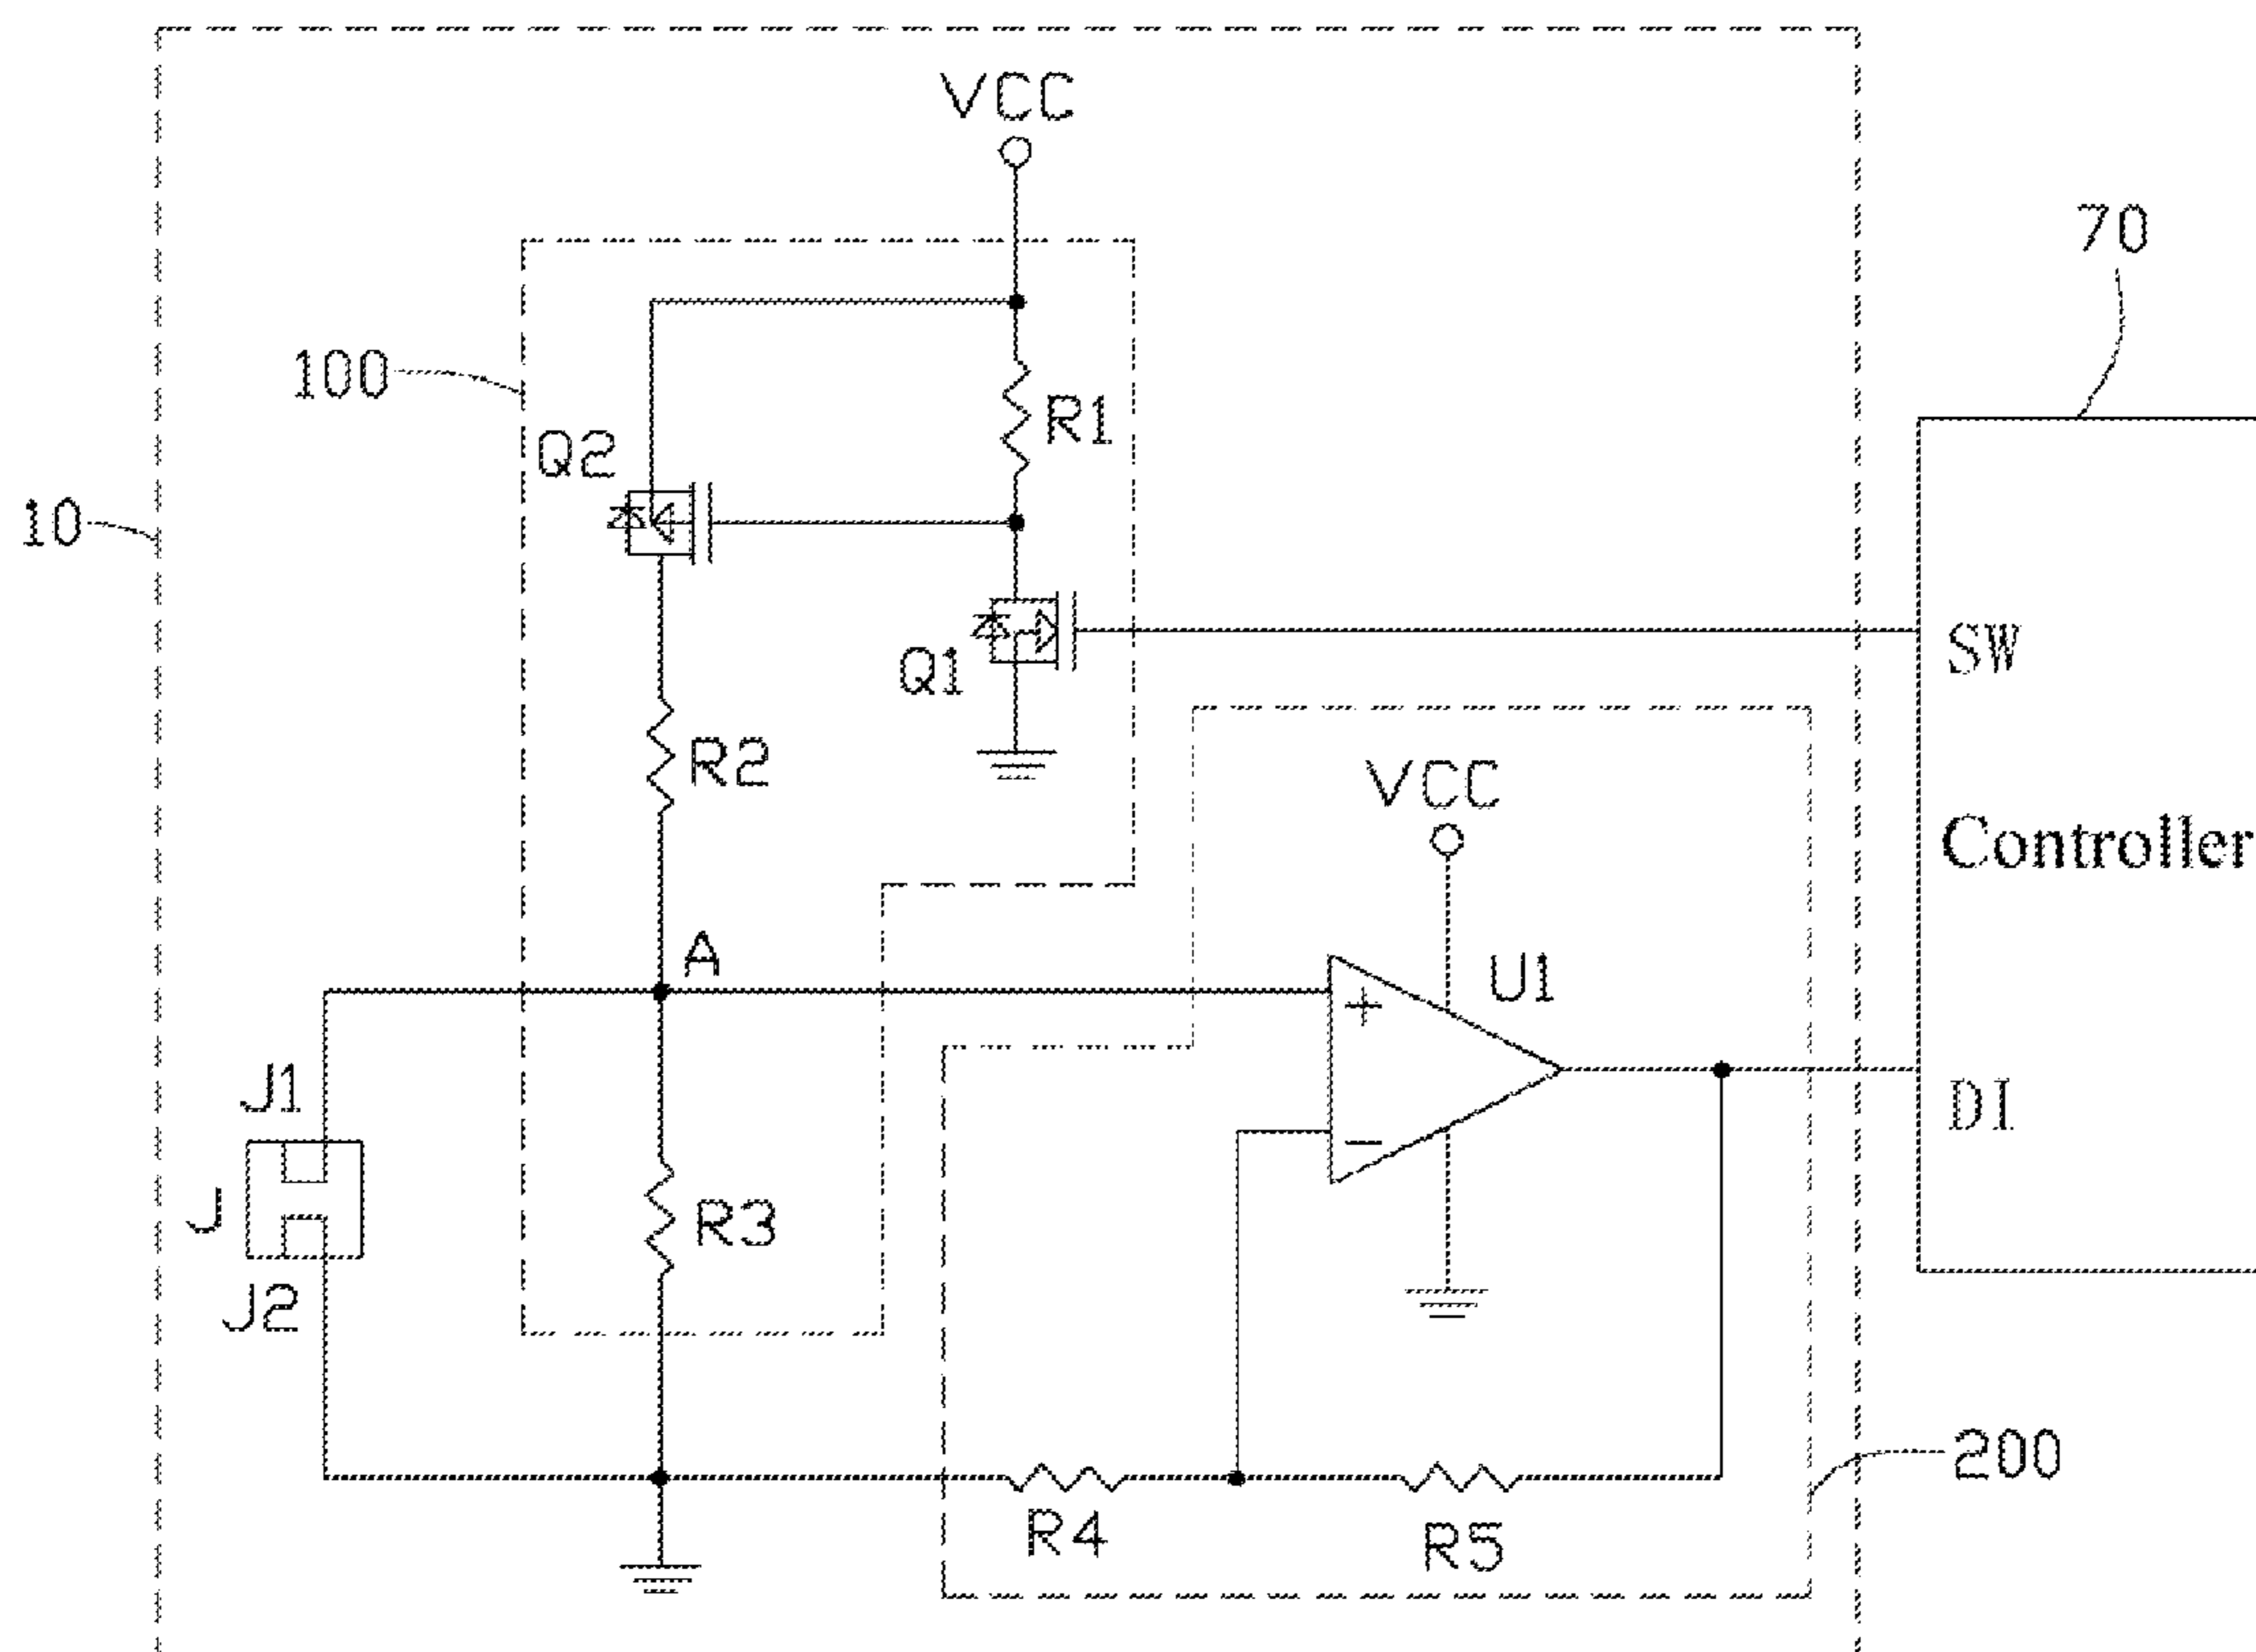 VCC
70
100
R1
Q2
10
SW
Q1
R2
VCC
Controller
A
U1
+
J1
DI
−
J
R3
J2
200
R4
R5